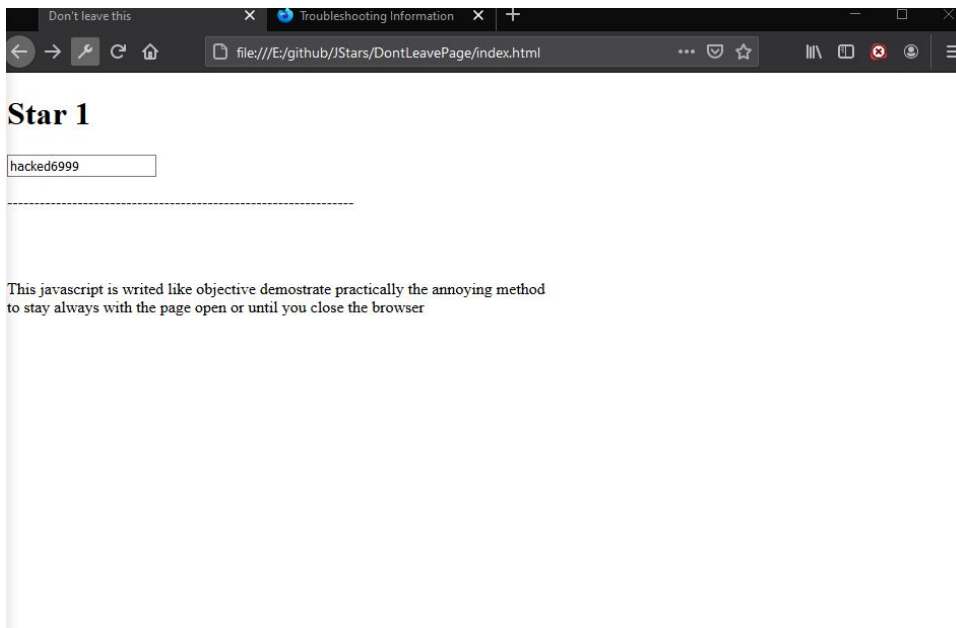 Don't leave this
Troubleshooting Information
file:///E:/github/JStars/DontLeavePage/index.html
Star 1
hacked6999
----------------------------------------------------------------
This javascript is writed like objective demostrate practically the annoying method
to stay always with the page open or until you close the browser